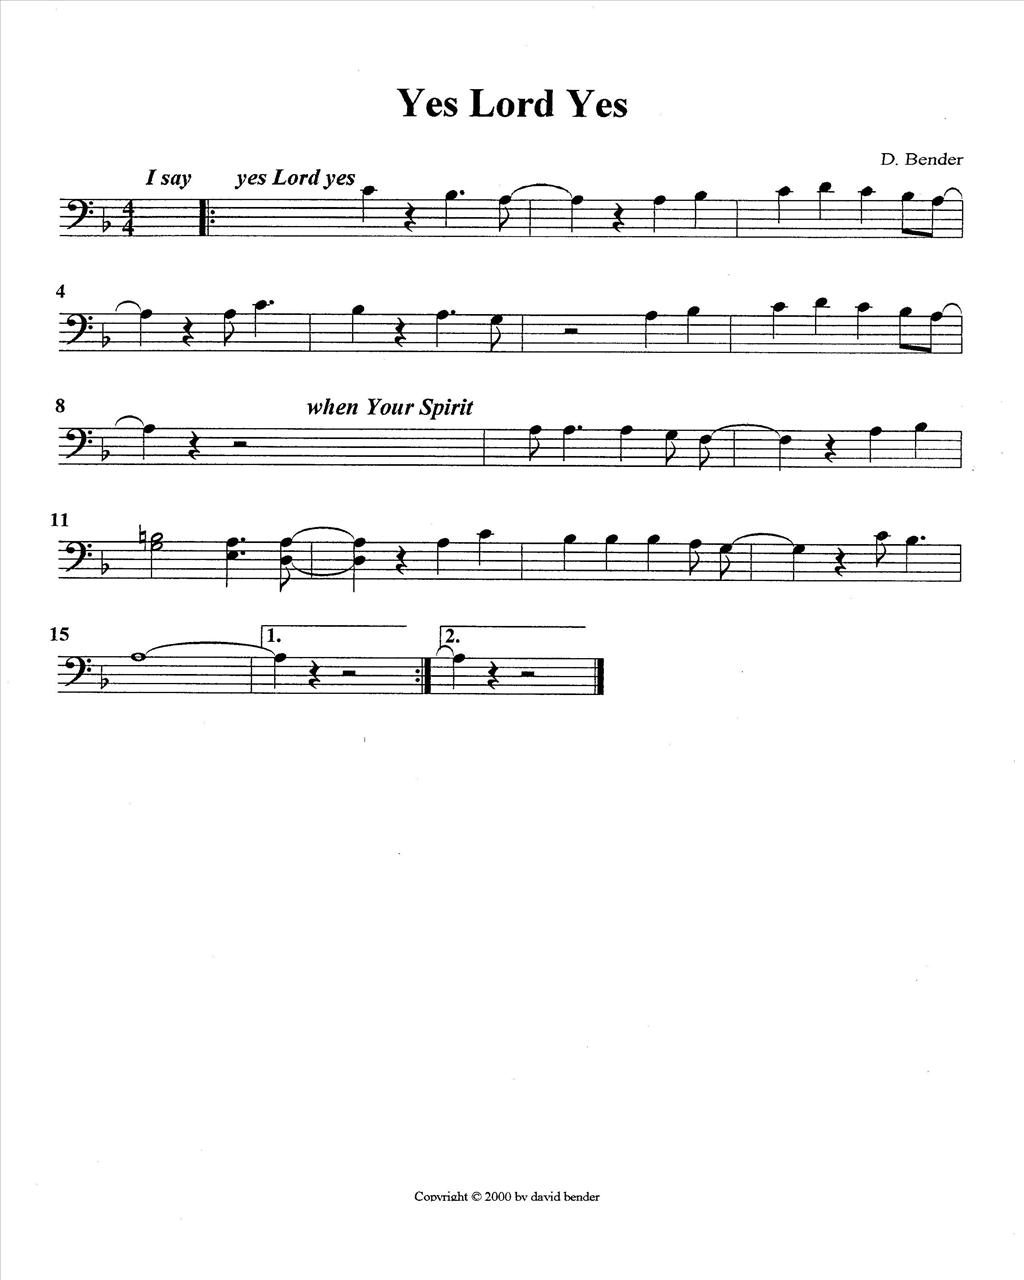 Yes Lord Yes
D. Bender
I say yes Lord yes
4
4
4
8
when Your Spirit
11
15
1. 2.
Copyright © 2000 by david bender